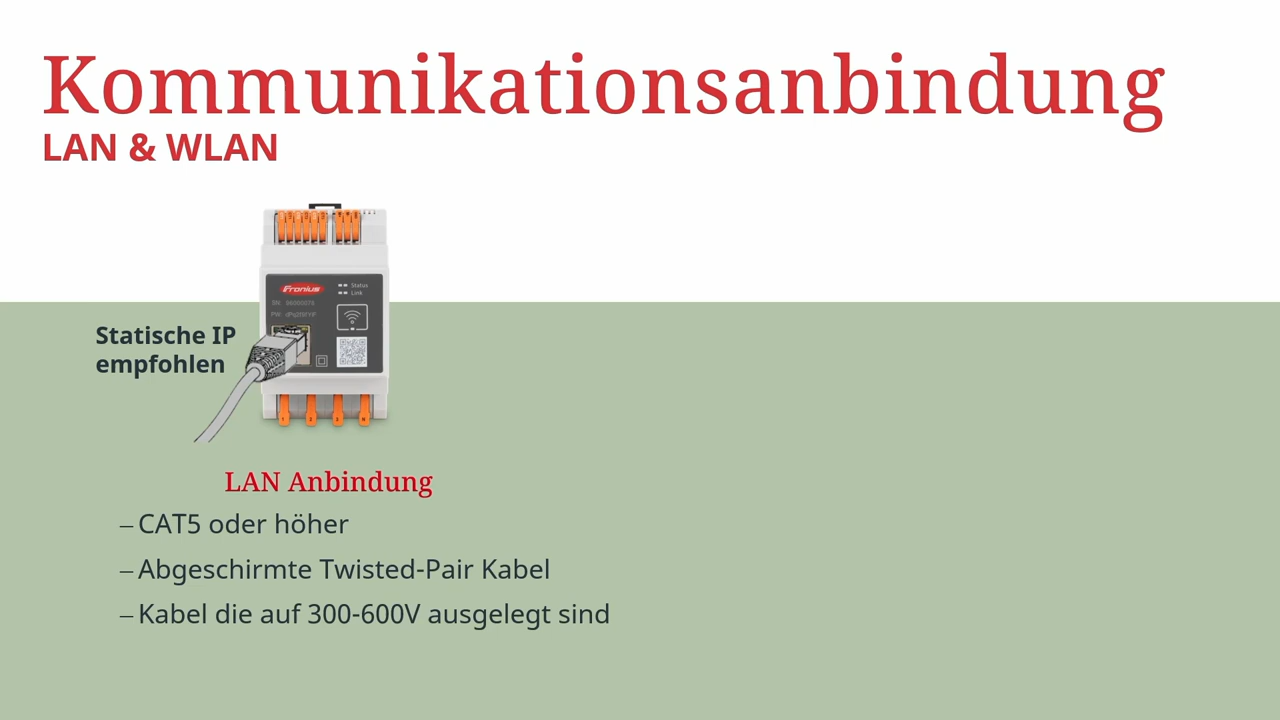 Kommunikationsanbindung
LAN & WLAN
Fronius
Status
Link
Statische IP
empfohlen
LAN Anbindung
– CAT5 oder höher
– Abgeschirmte Twisted-Pair Kabel
– Kabel die auf 300-600V ausgelegt sind